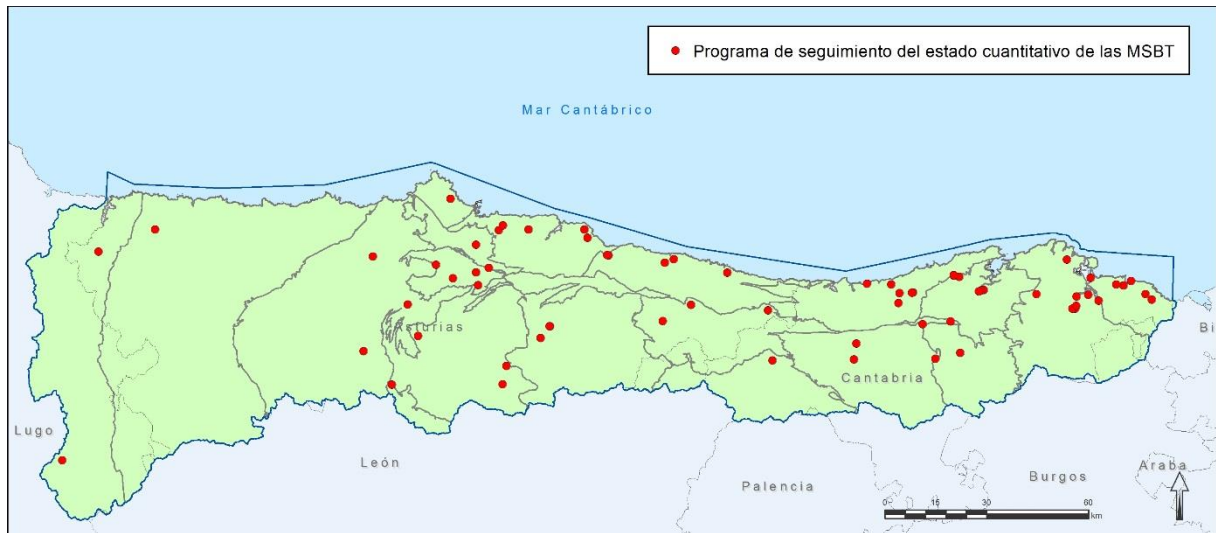 Programa de seguimiento del estado cuantitativo de las MSBT
Mar Cantábrico
Asturias
Cantabria
Lugo
León
Palencia
Burgos
Araba
Bi
0 15 30 60
km